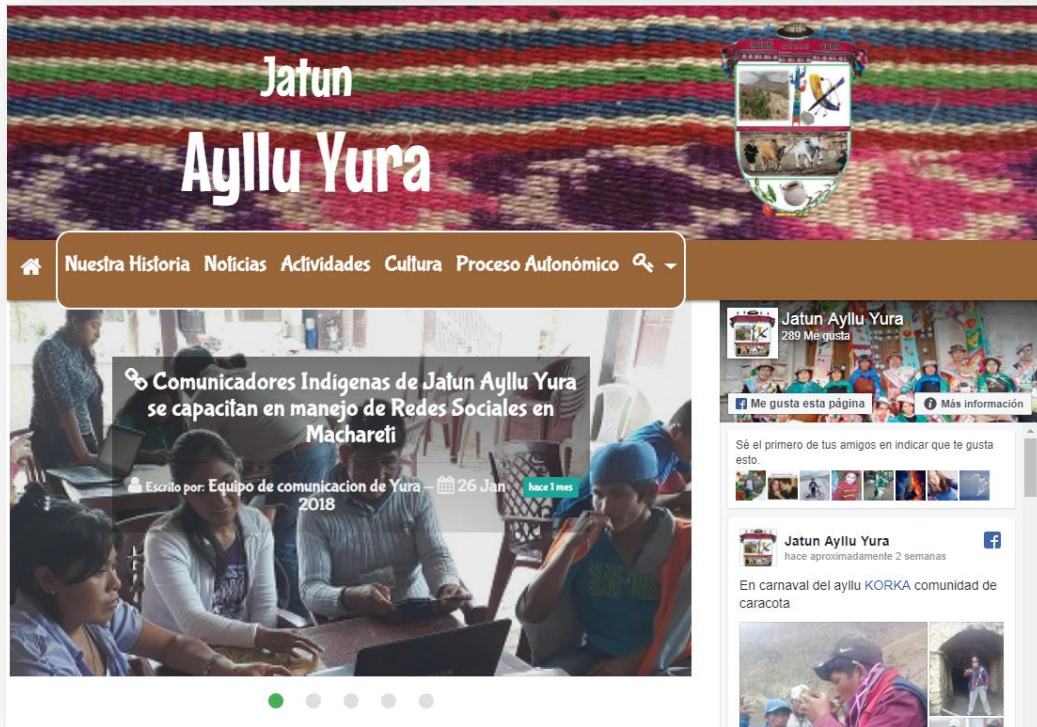 Jatun
Ayllu Yura
Nuestra Historia Noticias Actividades Cultura Proceso Autonómico
Comunicadores Indígenas de Jatun Ayllu Yura
se capacitan en manejo de Redes Sociales en
Machareti
Escrito por: Equipo de comunicacion de Yura – 26 Jan
2018
hace 1 mes
Jatun Ayllu Yura
289 Me gusta
Me gusta esta página
Más información
Sé el primero de tus amigos en indicar que te gusta
esto.
Jatun Ayllu Yura
hace aproximadamente 2 semanas
En carnaval del ayllu KORKA comunidad de
caracota